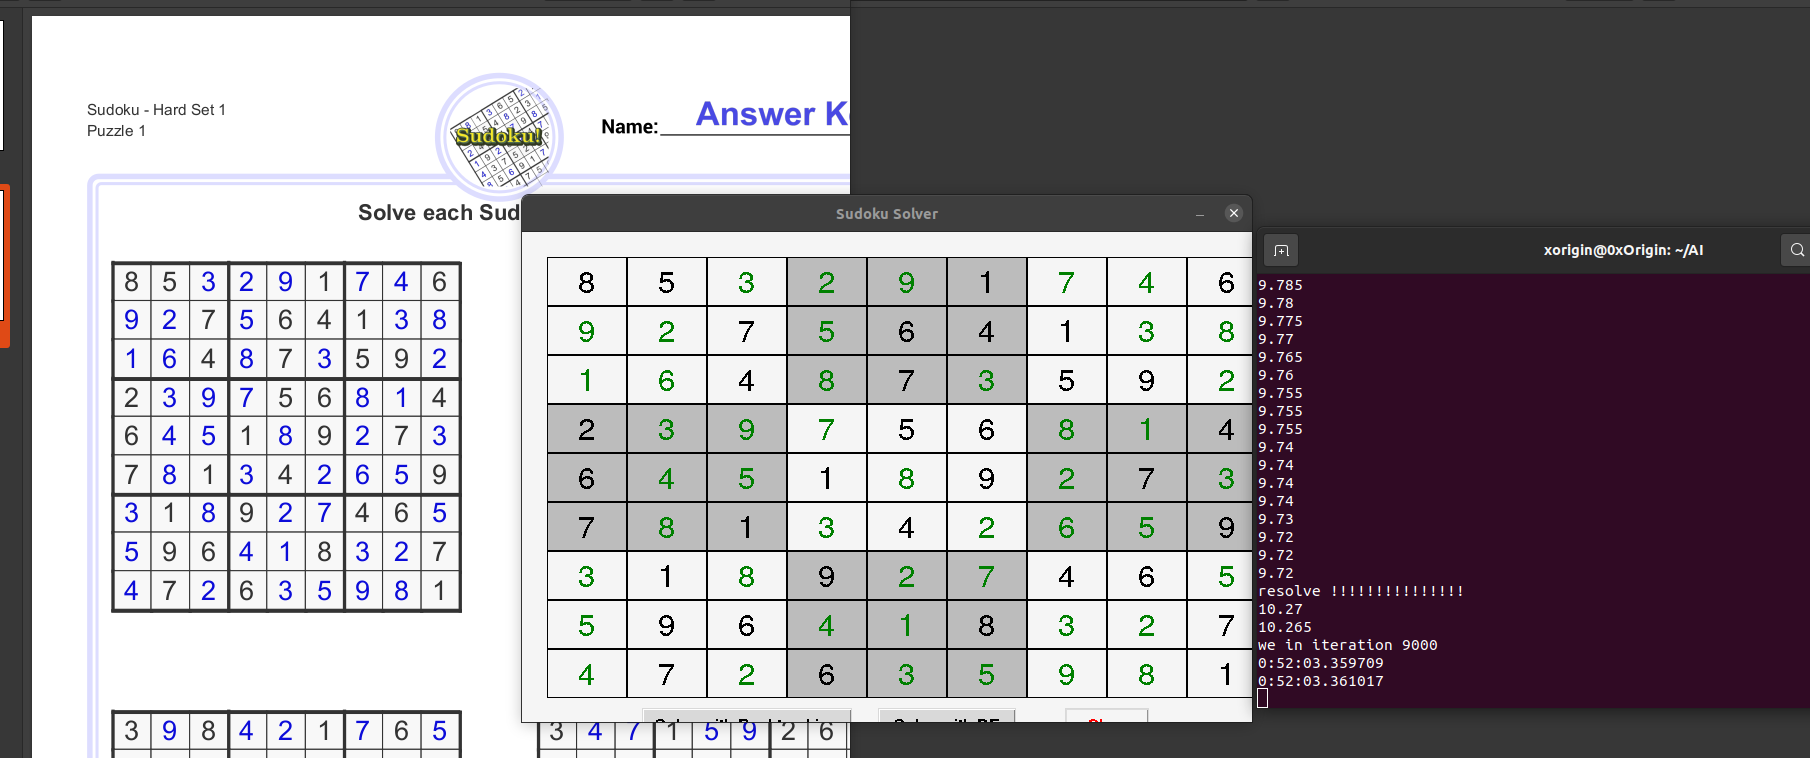 Sudoku - Hard Set 1
Puzzle 1
Sudoku!
Name:
Answer K
Solve each Sud
8 5 3 2 9 1 7 4 6
9 2 7 5 6 4 1 3 8
1 6 4 8 7 3 5 9 2
2 3 9 7 5 6 8 1 4
6 4 5 1 8 9 2 7 3
7 8 1 3 4 2 6 5 9
3 1 8 9 2 7 4 6 5
5 9 6 4 1 8 3 2 7
4 7 2 6 3 5 9 8 1
3 9 8 4 2 1 7 6 5
3 4 7 1 5 9 2 6
Sudoku Solver
8 5 3 2 9 1 7 4 6
9 2 7 5 6 4 1 3 8
1 6 4 8 7 3 5 9 2
2 3 9 7 5 6 8 1 4
6 4 5 1 8 9 2 7 3
7 8 1 3 4 2 6 5 9
3 1 8 9 2 7 4 6 5
5 9 6 4 1 8 3 2 7
4 7 2 6 3 5 9 8 1
xorigin@0xOrigin: ~/AI
9.785
9.78
9.775
9.77
9.765
9.76
9.755
9.755
9.755
9.74
9.74
9.74
9.74
9.73
9.72
9.72
9.72
resolve !!!!!!!!!!!!!!!
10.27
10.265
we in iteration 9000
0:52:03.359709
0:52:03.361017